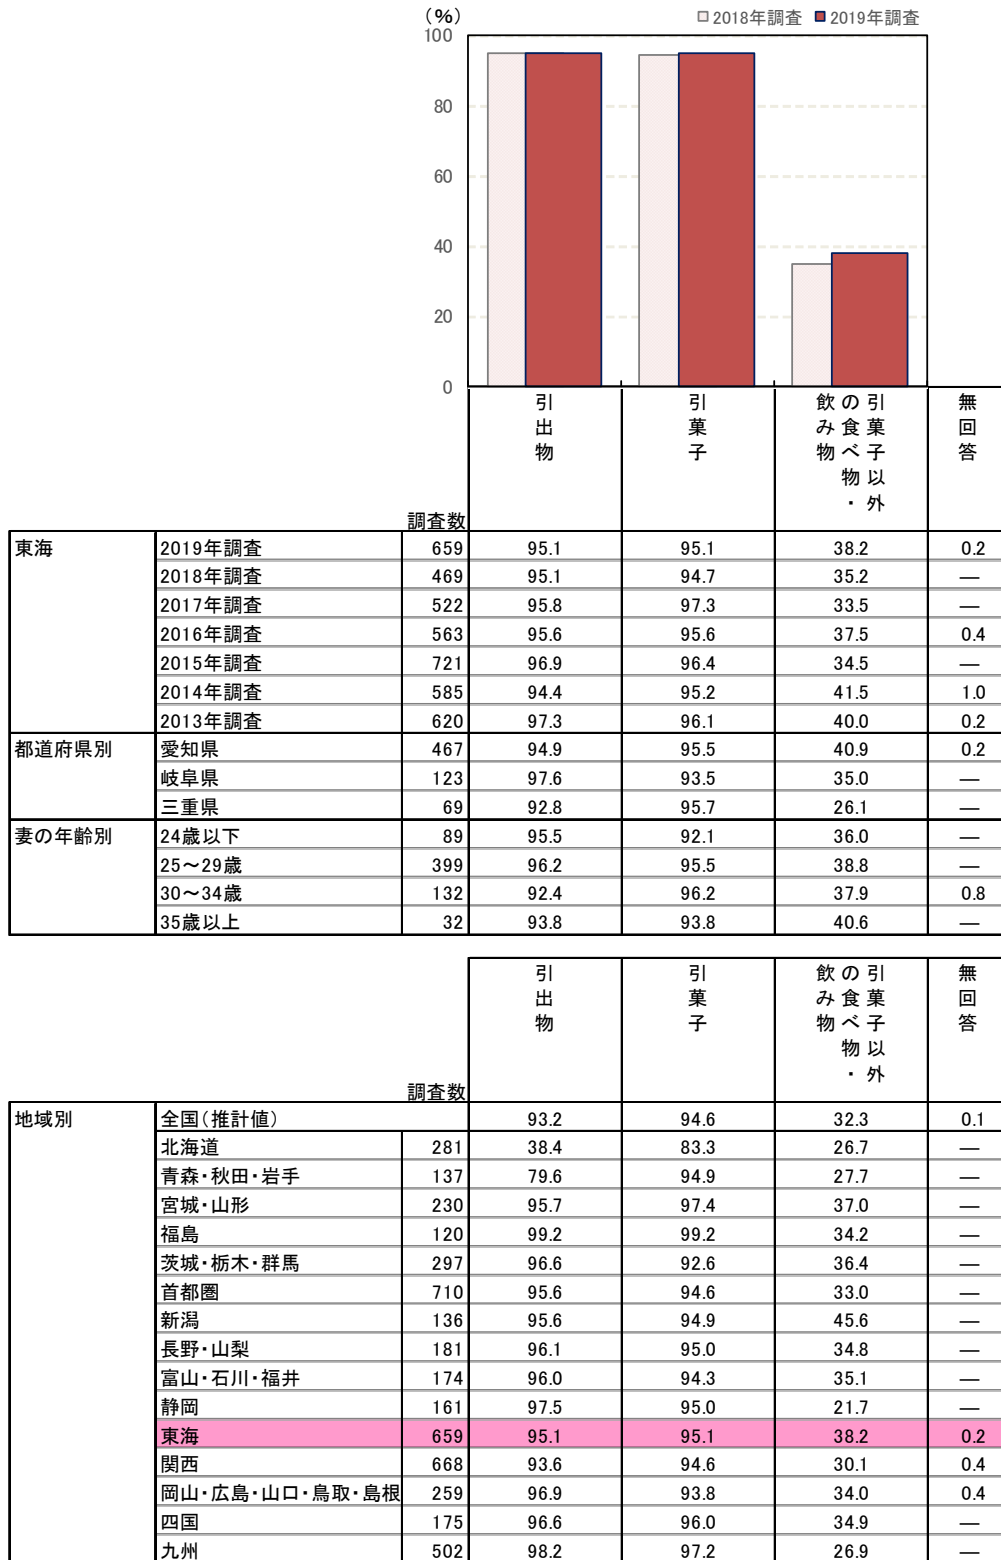 (%)
□2018年調査 ■2019年調査
100
80
60
40
20
0
調査数 引出物 引菓子 引菓子以外の食べ物・飲み物 無回答
東海 2019年調査 659 95.1 95.1 38.2 0.2
2018年調査 469 95.1 94.7 35.2 ―
2017年調査 522 95.8 97.3 33.5 ―
2016年調査 563 95.6 95.6 37.5 0.4
2015年調査 721 96.9 96.4 34.5 ―
2014年調査 585 94.4 95.2 41.5 1.0
2013年調査 620 97.3 96.1 40.0 0.2
都道府県別 愛知県 467 94.9 95.5 40.9 0.2
岐阜県 123 97.6 93.5 35.0 ―
三重県 69 92.8 95.7 26.1 ―
妻の年齢別 24歳以下 89 95.5 92.1 36.0 ―
25～29歳 399 96.2 95.5 38.8 ―
30～34歳 132 92.4 96.2 37.9 0.8
35歳以上 32 93.8 93.8 40.6 ―
調査数 引出物 引菓子 引菓子以外の食べ物・飲み物 無回答
地域別 全国(推計値) 93.2 94.6 32.3 0.1
北海道 281 38.4 83.3 26.7 ―
青森・秋田・岩手 137 79.6 94.9 27.7 ―
宮城・山形 230 95.7 97.4 37.0 ―
福島 120 99.2 99.2 34.2 ―
茨城・栃木・群馬 297 96.6 92.6 36.4 ―
首都圏 710 95.6 94.6 33.0 ―
新潟 136 95.6 94.9 45.6 ―
長野・山梨 181 96.1 95.0 34.8 ―
富山・石川・福井 174 96.0 94.3 35.1 ―
静岡 161 97.5 95.0 21.7 ―
東海 659 95.1 95.1 38.2 0.2
関西 668 93.6 94.6 30.1 0.4
岡山・広島・山口・鳥取・島根 259 96.9 93.8 34.0 0.4
四国 175 96.6 96.0 34.9 ―
九州 502 98.2 97.2 26.9 ―